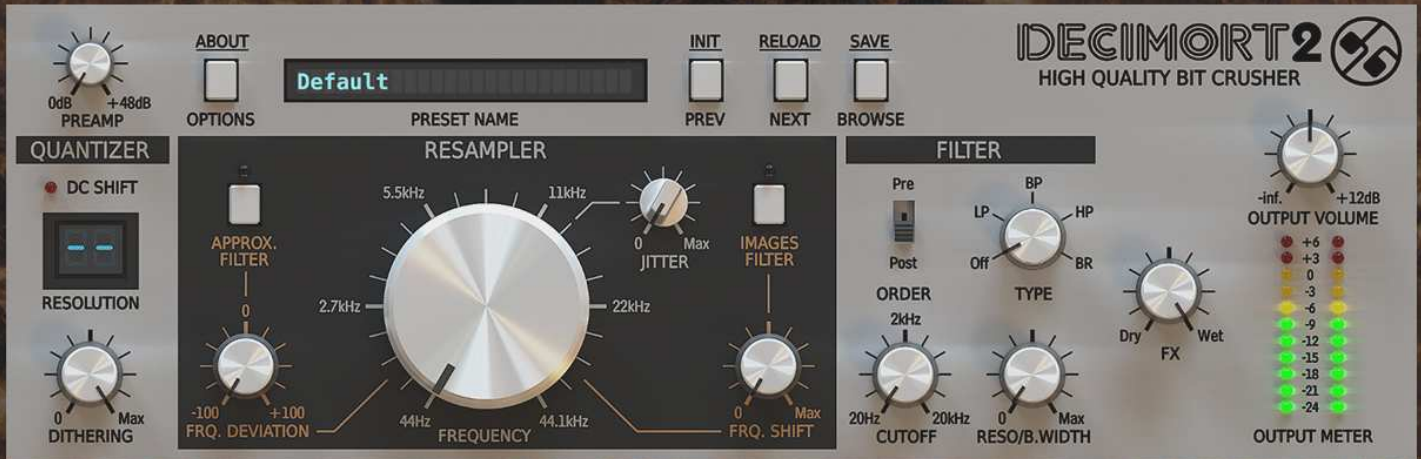 DECIMORT2
HIGH QUALITY BIT CRUSHER
0dB
+48dB
PREAMP
ABOUT
OPTIONS
Default
PRESET NAME
INIT
PREV
RELOAD
NEXT
SAVE
BROWSE
QUANTIZER
DC SHIFT
--
RESOLUTION
0
Max
DITHERING
RESAMPLER
APPROX.
FILTER
0
-100
+100
FRQ. DEVIATION
5.5kHz
11kHz
2.7kHz
22kHz
44Hz
44.1kHz
FREQUENCY
0
Max
JITTER
IMAGES
FILTER
0
Max
FRQ. SHIFT
FILTER
Pre
Post
ORDER
BP
LP
HP
Off
BR
TYPE
2kHz
20Hz
20kHz
CUTOFF
0
Max
RESO/B.WIDTH
Dry
Wet
FX
-inf.
+12dB
OUTPUT VOLUME
+6
+3
0
-3
-6
-9
-12
-15
-18
-21
-24
OUTPUT METER